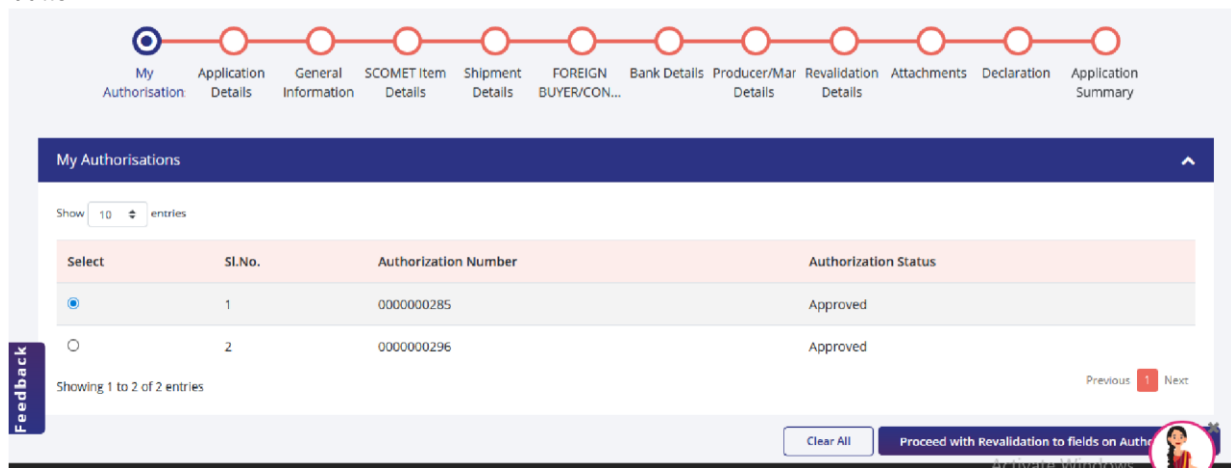 My Authorisation
Application Details
General Information
SCOMET Item Details
Shipment Details
FOREIGN BUYER/CON...
Bank Details
Producer/Mar Details
Revalidation Details
Attachments
Declaration
Application Summary
My Authorisations
Show 10 entries
Select Sl.No. Authorization Number Authorization Status
1 0000000285 Approved
2 0000000296 Approved
Showing 1 to 2 of 2 entries
Previous 1 Next
Feedback
Clear All
Proceed with Revalidation to fields on Autho
Activate Windows